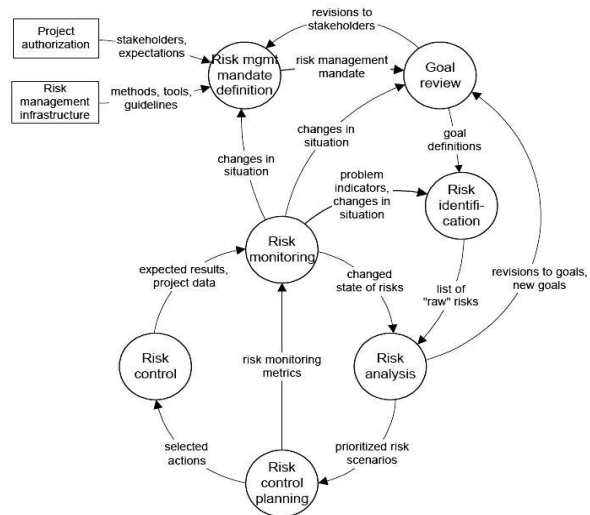 Project
authorization
stakeholders,
expectations
Risk
management
infrastructure
methods, tools,
guidelines
revisions to
stakeholders
Risk mgmt
mandate
definition
risk management
mandate
Goal
review
changes in
situation
changes in
situation
goal
definitions
problem
indicators,
changes in
situation
Risk
identifi-
cation
Risk
monitoring
expected results,
project data
changed
state of risks
list of
"raw" risks
revisions to goals,
new goals
Risk
control
risk monitoring
metrics
Risk
analysis
selected
actions
prioritized risk
scenarios
Risk
control
planning